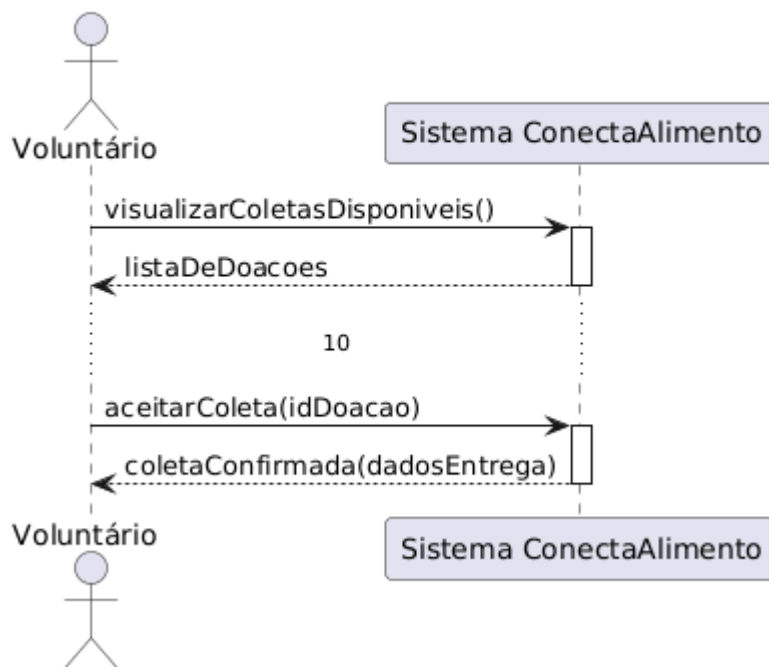 Voluntário
Sistema ConectaAlimento
visualizarColetasDisponiveis()
listaDeDoacoes
10
aceitarColeta(idDoacao)
coletaConfirmada(dadosEntrega)
Voluntário
Sistema ConectaAlimento